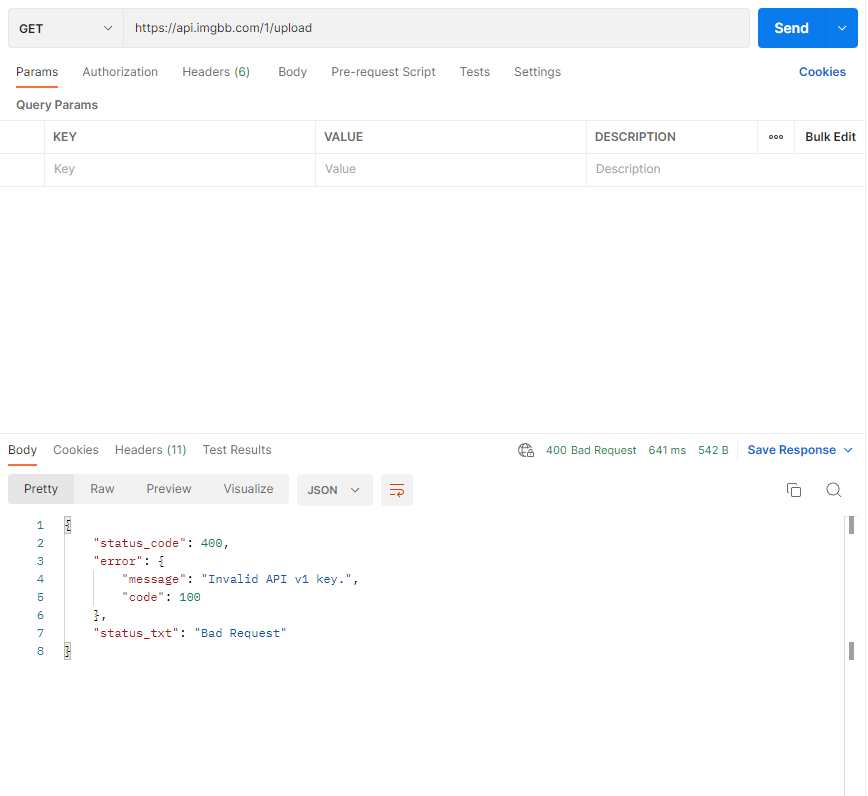 GET https://api.imgbb.com/1/upload Send
Params Authorization Headers (6) Body Pre-request Script Tests Settings Cookies
Query Params
KEY VALUE DESCRIPTION ooo Bulk Edit
Key Value Description
Body Cookies Headers (11) Test Results 400 Bad Request 641 ms 542 B Save Response
Pretty Raw Preview Visualize JSON
1 {
2 "status_code": 400,
3 "error": {
4 "message": "Invalid API v1 key.",
5 "code": 100
6 },
7 "status_txt": "Bad Request"
8 }